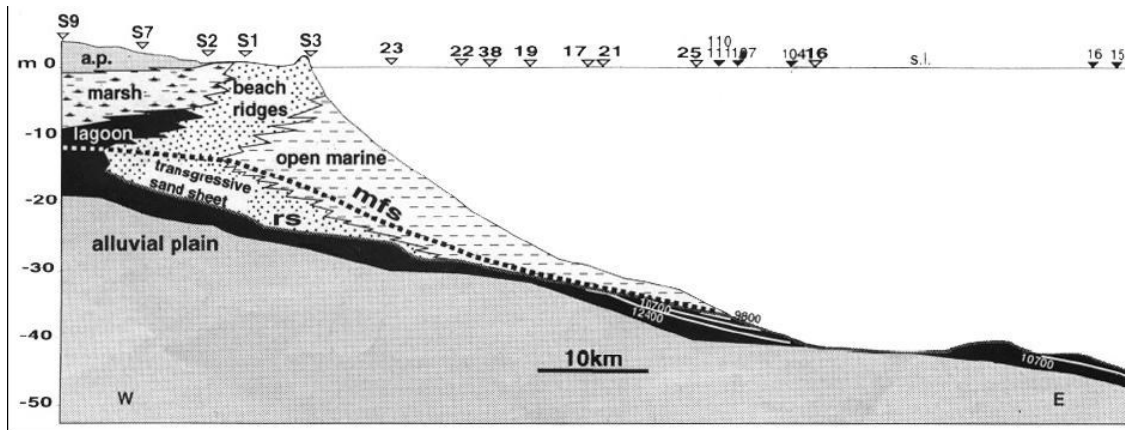 S9 S7 S2 S1 S3 23 22 38 19 17 21 25 110 111 104 16 s.l. 16 15
m 0
a.p.
marsh
beach
ridges
lagoon
-10
open marine
transgressive
sand sheet
mfs
-20
rs
alluvial plain
-30
10700
12400
9800
-40
10km
10700
-50
W
E